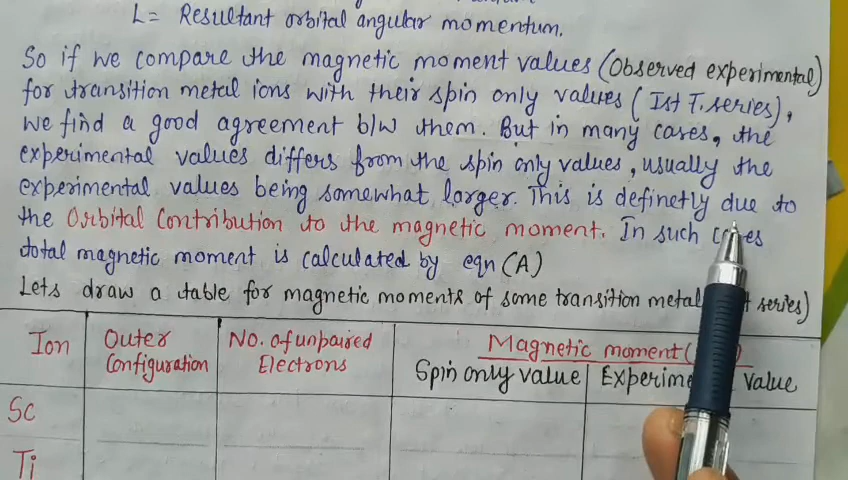 L = Resultant orbital angular momentum.
So if we compare the magnetic moment values (Observed experimental)
for transition metal ions with their spin only values (Ist T. series),
we find a good agreement b/w them. But in many cases, the
experimental values differs from the spin only values, usually the
experimental values being somewhat larger. This is definetly due to
the Orbital Contribution to the magnetic moment. In such
total magnetic moment is calculated by eqn (A)
Lets draw a table for magnetic moments of some transition metal series)
Ion Outer Configuration No. of unpaired Electrons Magnetic moment
Spin only value Value
Sc
Ti